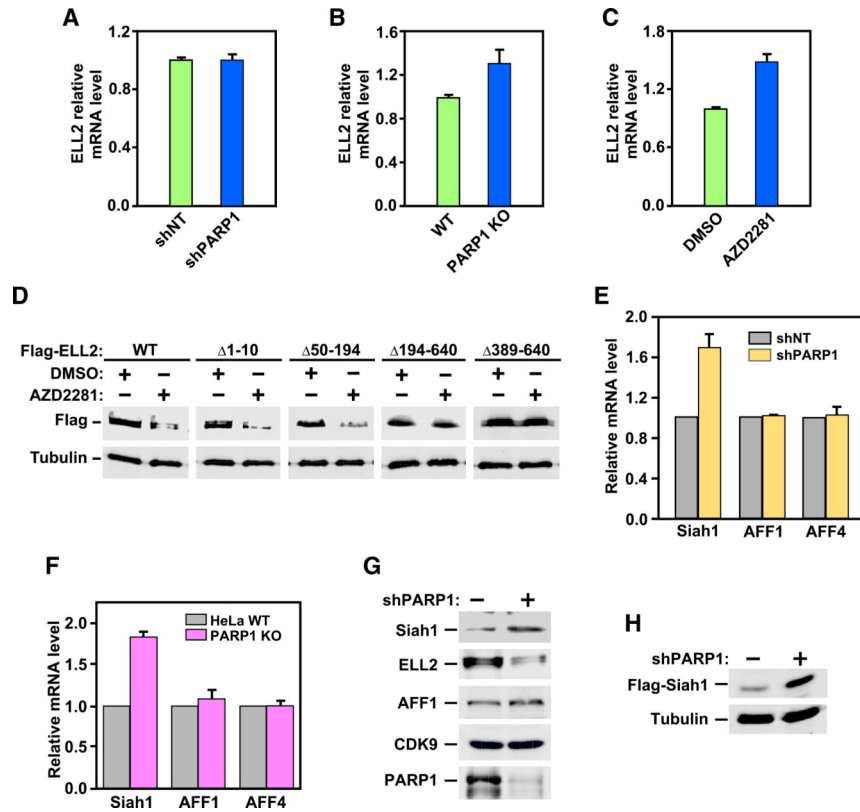 A
ELL2 relative
mRNA level
1.2
0.8
0.4
0.0
shNT
shPARP1
B
ELL2 relative
mRNA level
1.6
1.2
0.8
0.4
0.0
WT
PARP1 KO
C
ELL2 relative
mRNA level
1.8
1.2
0.6
0.0
DMSO
AZD2281
D
Flag-ELL2: WT Δ1-10 Δ50-194 Δ194-640 Δ389-640
DMSO: + − + − + − + − + −
AZD2281: − + − + − + − + − +
Flag
Tubulin
E
Relative mRNA level
2.0
1.6
1.2
0.8
0.4
0.0
shNT
shPARP1
Siah1 AFF1 AFF4
F
Relative mRNA level
2.0
1.5
1.0
0.5
0.0
HeLa WT
PARP1 KO
Siah1 AFF1 AFF4
G
shPARP1: − +
Siah1
ELL2
AFF1
CDK9
PARP1
H
shPARP1: − +
Flag-Siah1
Tubulin